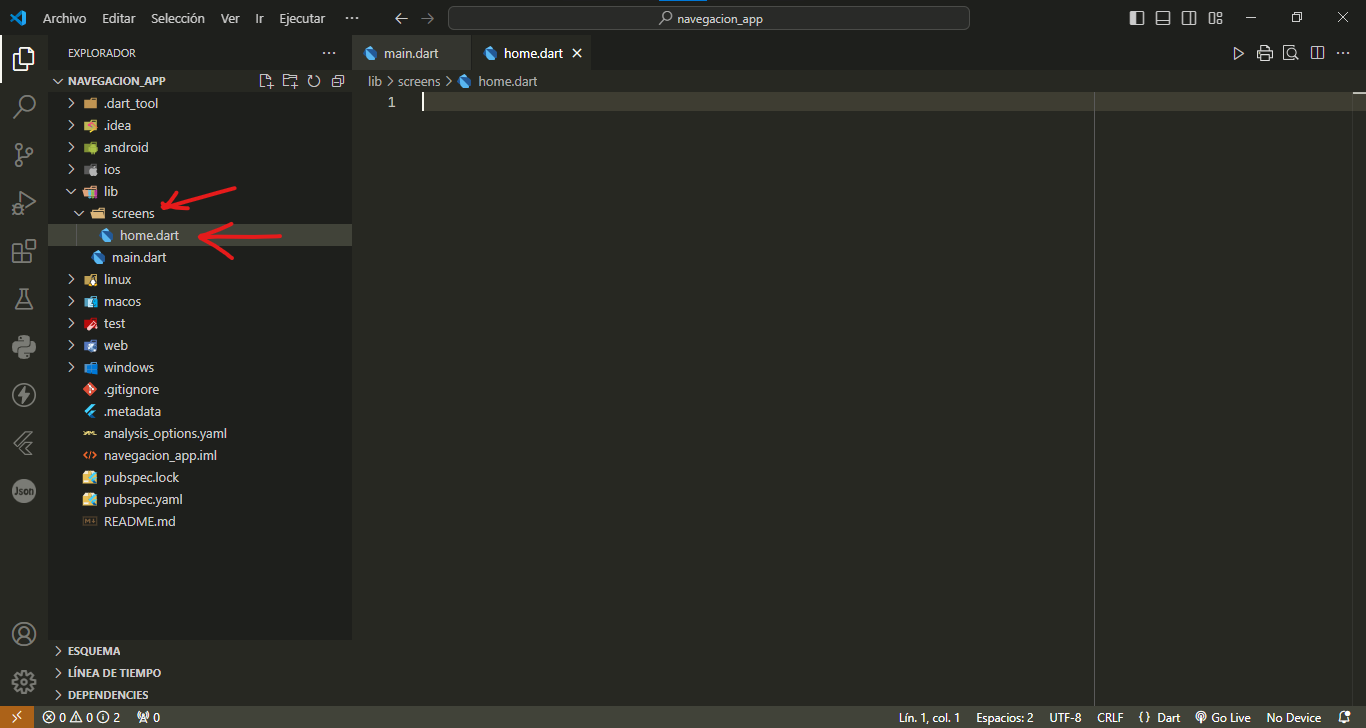 Archivo Editar Selección Ver Ir Ejecutar ··· navegacion_app
EXPLORADOR ···
main.dart home.dart
NAVEGACION_APP
lib > screens > home.dart
1
.dart_tool
.idea
android
ios
lib
screens
home.dart
main.dart
linux
macos
test
web
windows
.gitignore
.metadata
analysis_options.yaml
navegacion_app.iml
pubspec.lock
pubspec.yaml
README.md
Json
ESQUEMA
LÍNEA DE TIEMPO
DEPENDENCIES
0 0 2 0 Lín. 1, col. 1 Espacios: 2 UTF-8 CRLF {} Dart Go Live No Device